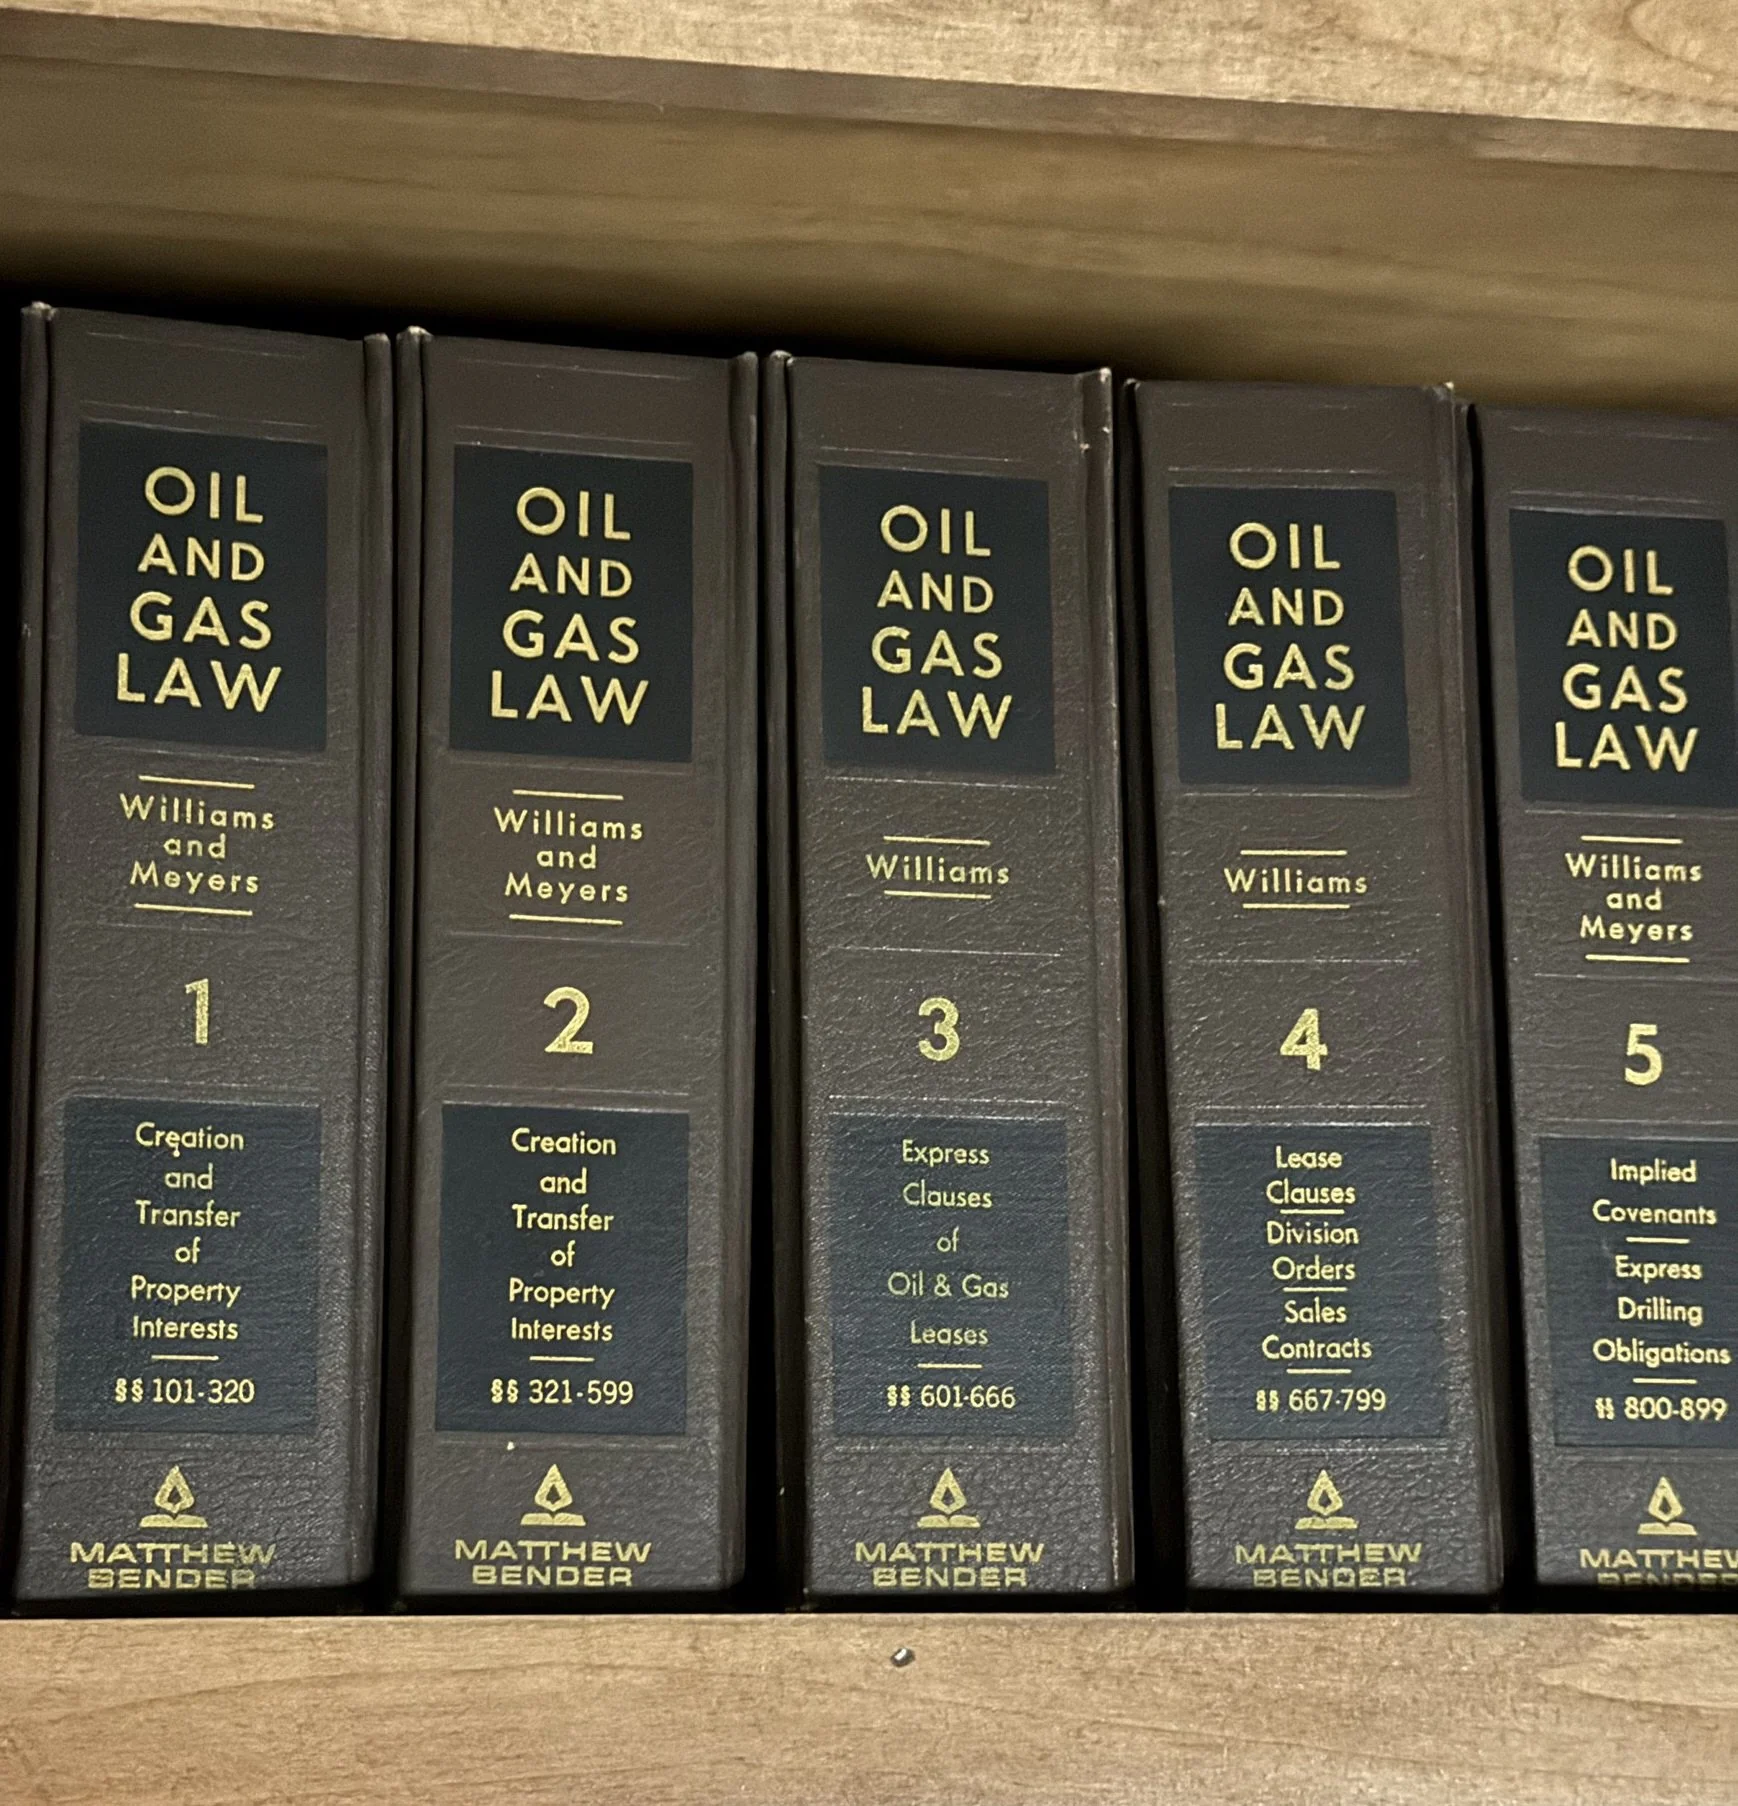 OIL
AND
GAS
LAW
Williams
and
Meyers
1
Creation
and
Transfer
of
Property
Interests
§§ 101-320
MATTHEW
BENDER
OIL
AND
GAS
LAW
Williams
and
Meyers
2
Creation
and
Transfer
of
Property
Interests
§§ 321-599
MATTHEW
BENDER
OIL
AND
GAS
LAW
Williams
3
Express
Clauses
of
Oil & Gas
Leases
§§ 601-666
MATTHEW
BENDER
OIL
AND
GAS
LAW
Williams
4
Lease
Clauses
Division
Orders
Sales
Contracts
§§ 667-799
MATTHEW
BENDER
OIL
AND
GAS
LAW
Williams
and
Meyers
5
Implied
Covenants
Express
Drilling
Obligations
§§ 800-899
MATTHEW
BENDER